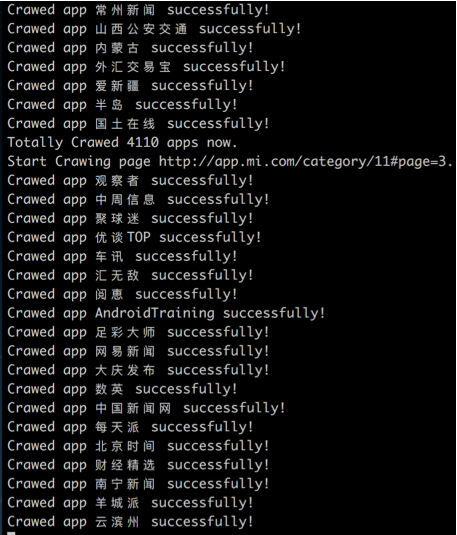 Crawed app 常州新闻 successfully!
Crawed app 山西公安交通 successfully!
Crawed app 内蒙古 successfully!
Crawed app 外汇交易宝 successfully!
Crawed app 爱新疆 successfully!
Crawed app 半岛 successfully!
Crawed app 国土在线 successfully!
Totally Crawed 4110 apps now.
Start Crawing page http://app.mi.com/category/11#page=3.
Crawed app 观察者 successfully!
Crawed app 中周信息 successfully!
Crawed app 聚球迷 successfully!
Crawed app 优谈TOP successfully!
Crawed app 车讯 successfully!
Crawed app 汇无敌 successfully!
Crawed app 阅惠 successfully!
Crawed app AndroidTraining successfully!
Crawed app 足彩大师 successfully!
Crawed app 网易新闻 successfully!
Crawed app 大庆发布 successfully!
Crawed app 数英 successfully!
Crawed app 中国新闻网 successfully!
Crawed app 每天派 successfully!
Crawed app 北京时间 successfully!
Crawed app 财经精选 successfully!
Crawed app 南宁新闻 successfully!
Crawed app 羊城派 successfully!
Crawed app 云滨州 successfully!